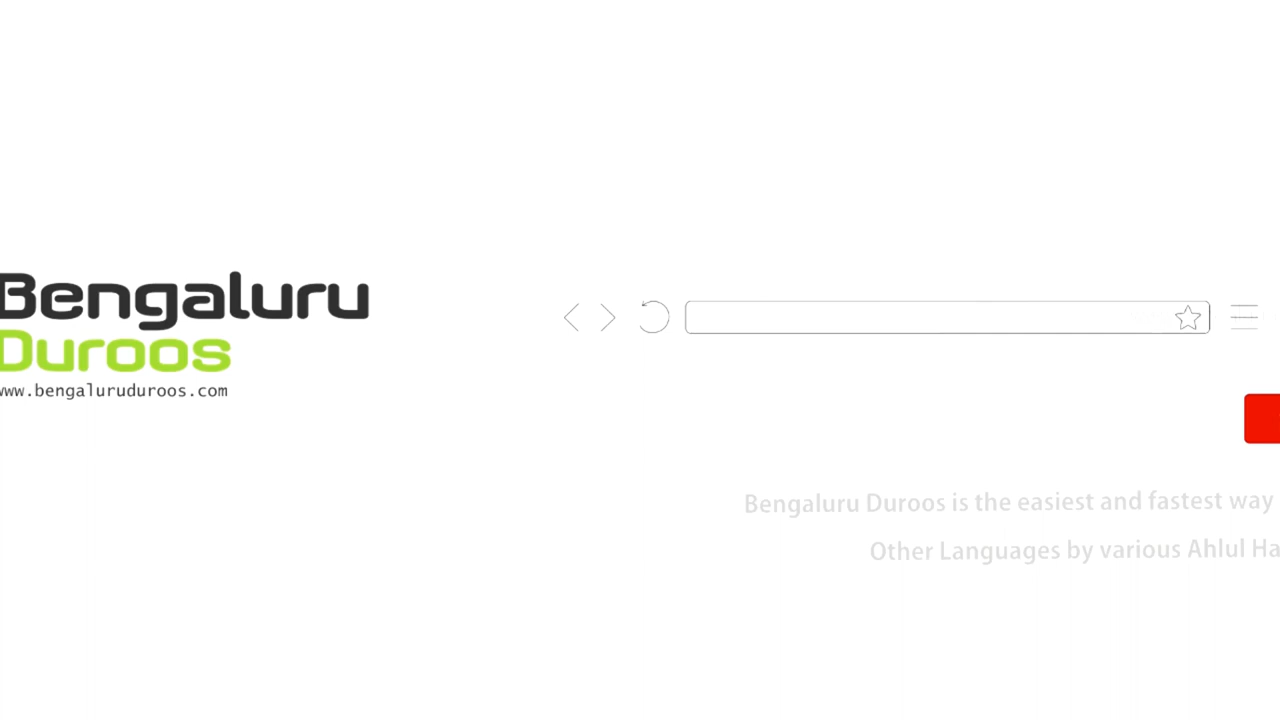 Bengaluru
Duroos
www.bengaluruduroos.com
Bengaluru Duroos is the easiest and fastest way
Other Languages by various Ahlul Ha